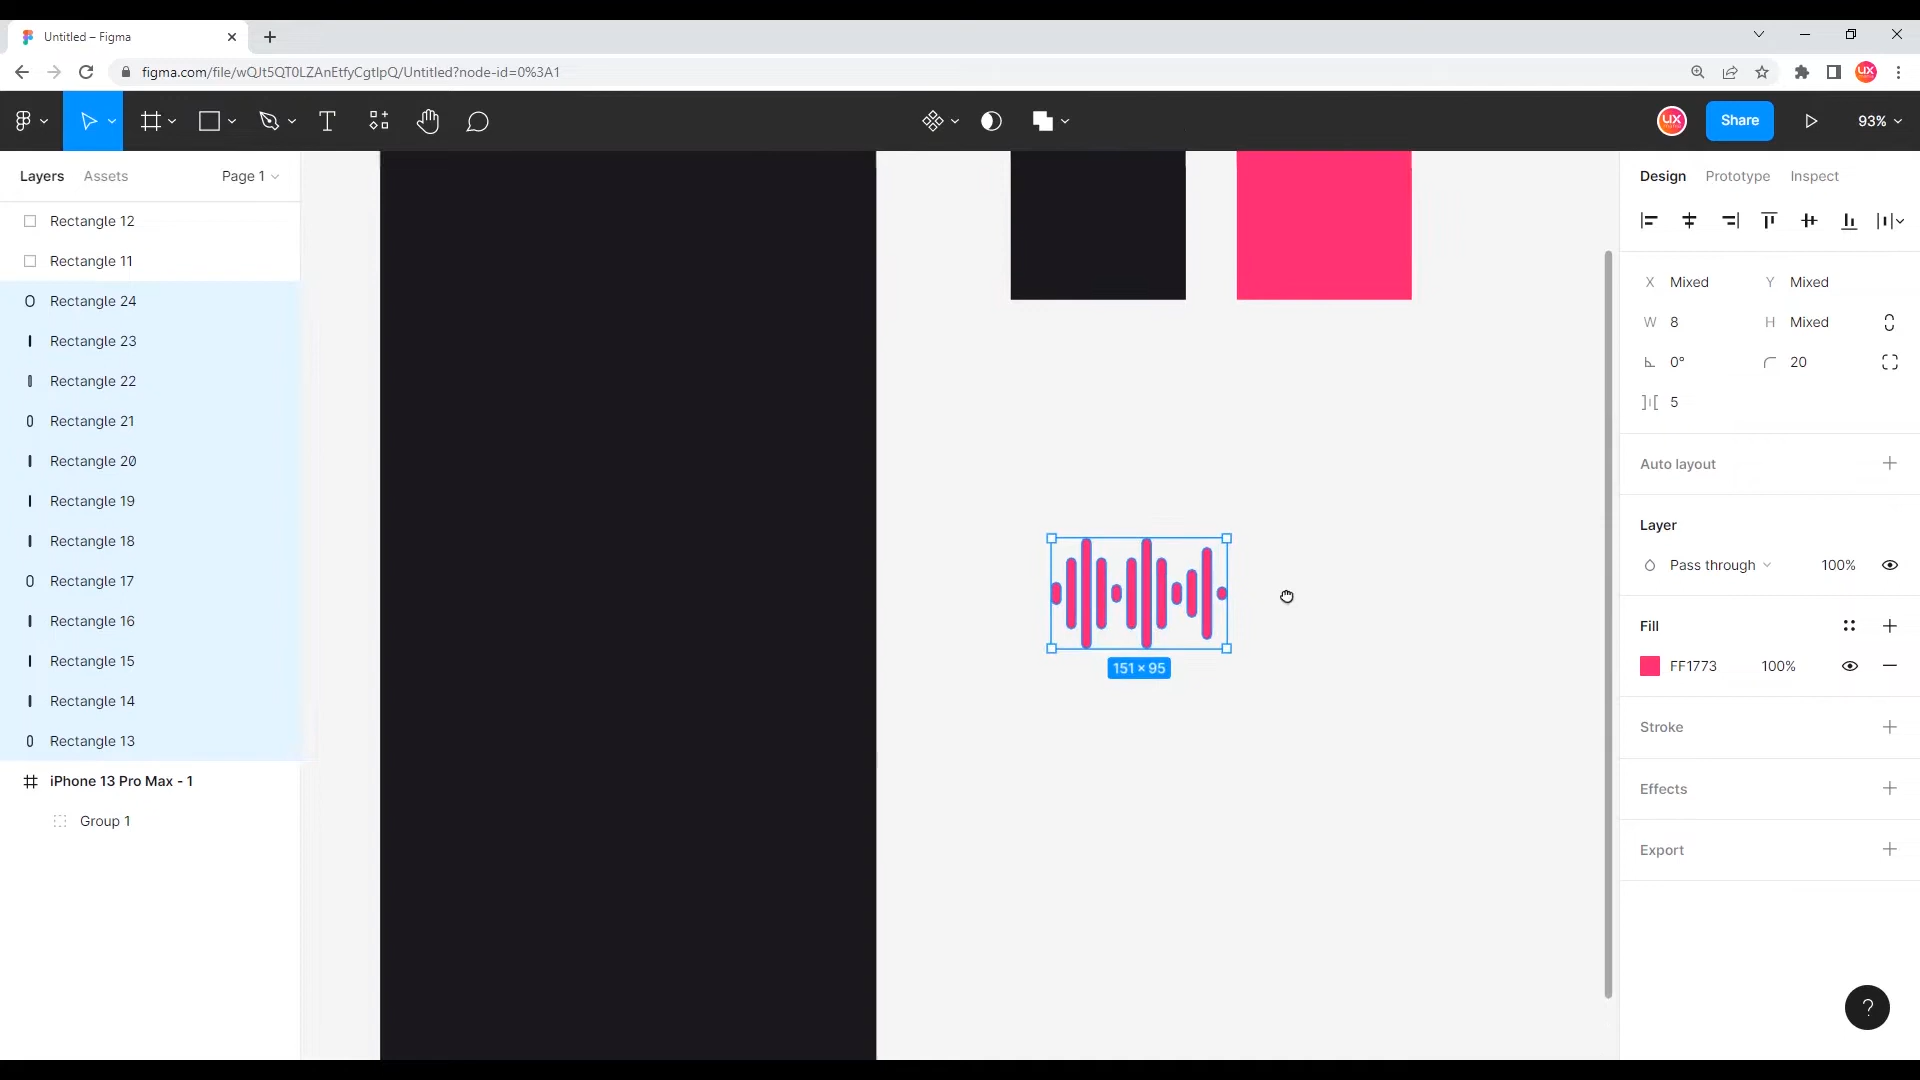 Untitled – Figma
figma.com/file/wQJt5QT0LZAnEtfyCgtlpQ/Untitled?node-id=0%3A1
UX
UX
Share
93%
Layers
Assets
Page 1
Rectangle 12
Rectangle 11
Rectangle 24
Rectangle 23
Rectangle 22
Rectangle 21
Rectangle 20
Rectangle 19
Rectangle 18
Rectangle 17
Rectangle 16
Rectangle 15
Rectangle 14
Rectangle 13
iPhone 13 Pro Max - 1
Group 1
151 × 95
Design
Prototype
Inspect
X Mixed
Y Mixed
W 8
H Mixed
0°
20
5
Auto layout
Layer
Pass through
100%
Fill
FF1773
100%
Stroke
Effects
Export
?